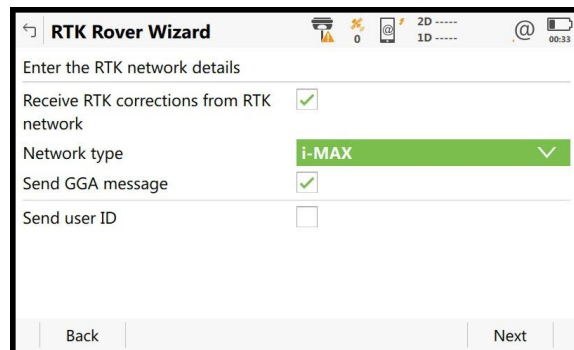 RTK Rover Wizard
0
@
2D -----
1D -----
@
00:33
Enter the RTK network details
Receive RTK corrections from RTK
network
Network type
i-MAX
Send GGA message
Send user ID
Back
Next